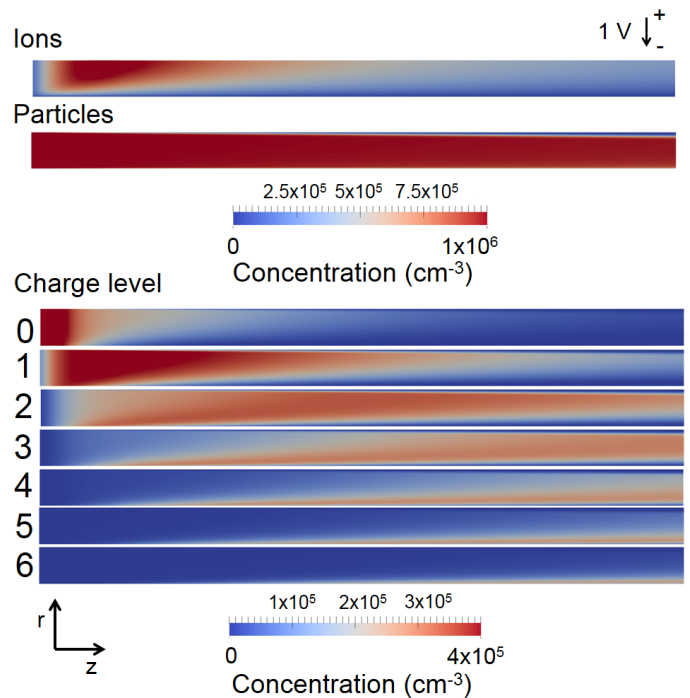 Ions
1 V + -
Particles
2.5x10⁵ 5x10⁵ 7.5x10⁵
0 1x10⁶
Concentration (cm⁻³)
Charge level
0
1
2
3
4
5
6
r
z
1x10⁵ 2x10⁵ 3x10⁵
0 4x10⁵
Concentration (cm⁻³)